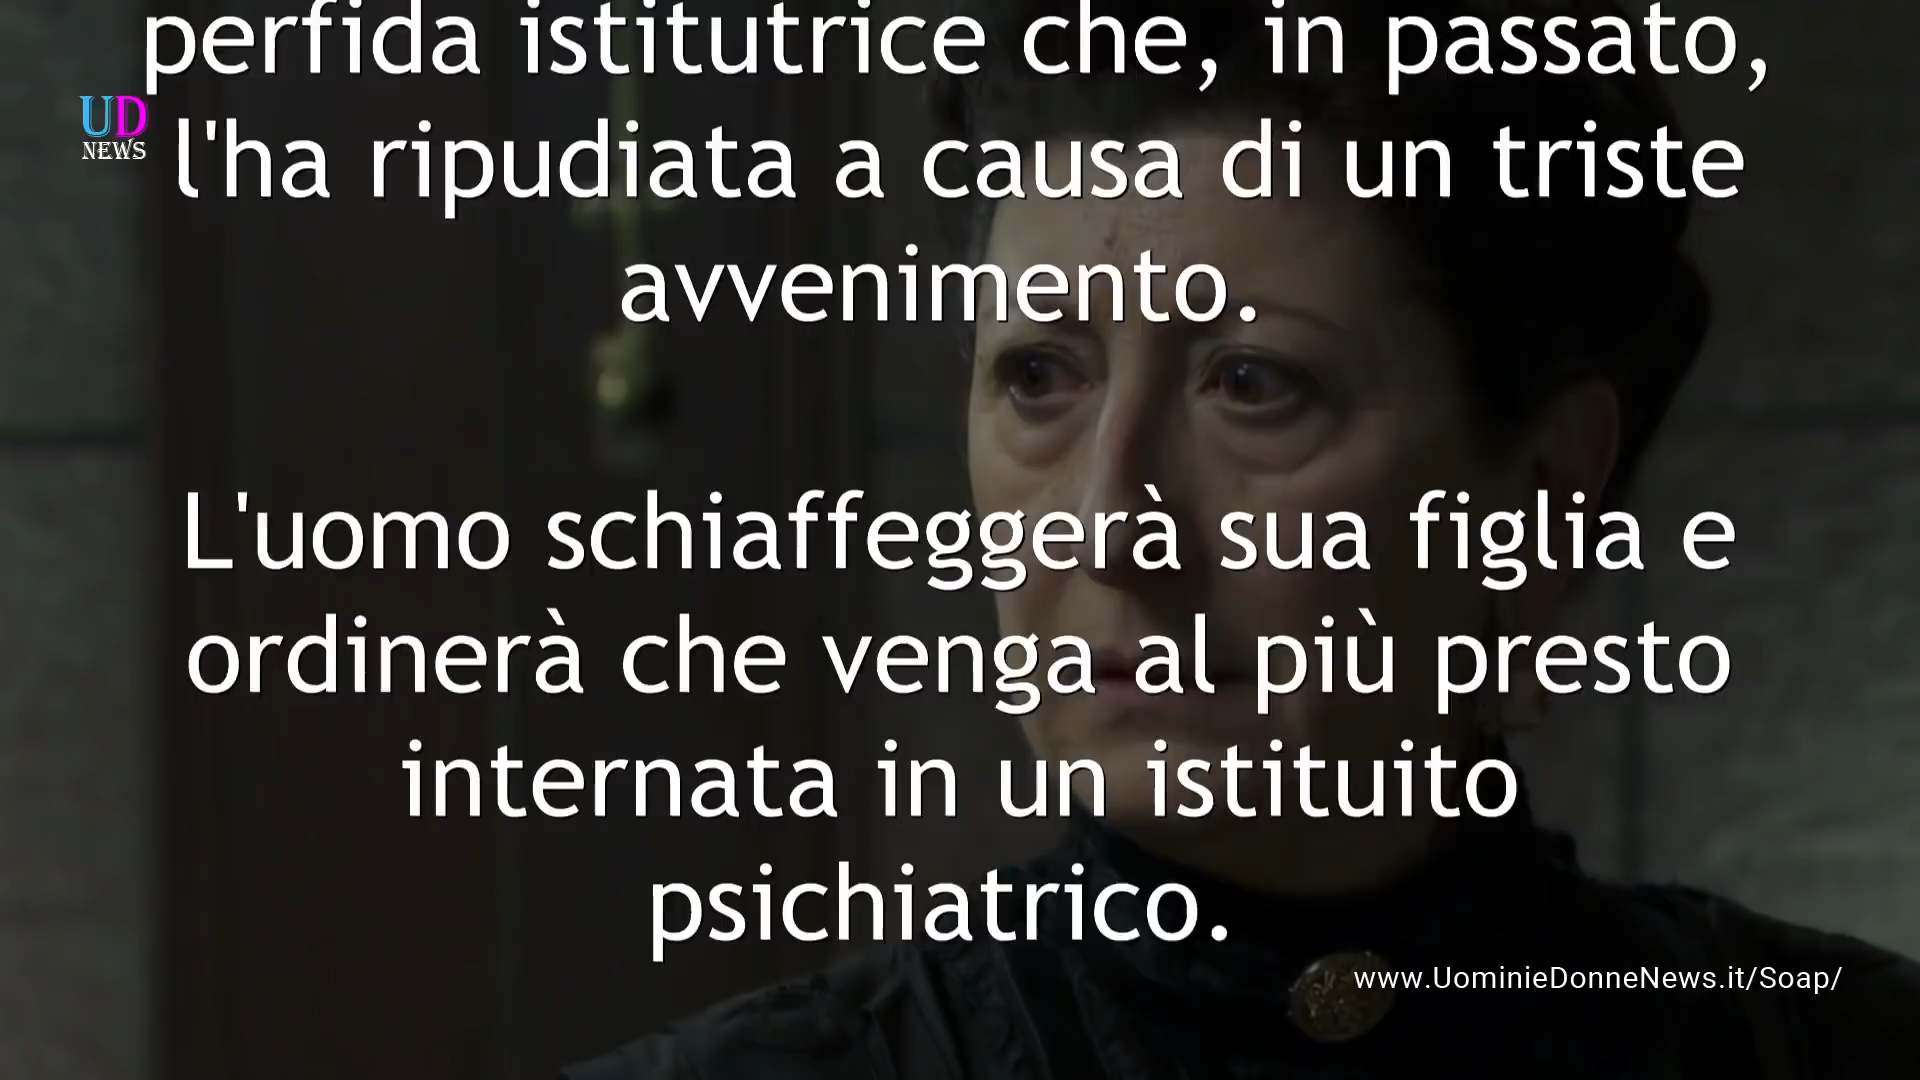 perfida istitutrice che, in passato,
UD
NEWS
l'ha ripudiata a causa di un triste
avvenimento.
L'uomo schiaffeggerà sua figlia e
ordinerà che venga al più presto
internata in un istituito
psichiatrico.
www.UominieDonneNews.it/Soap/